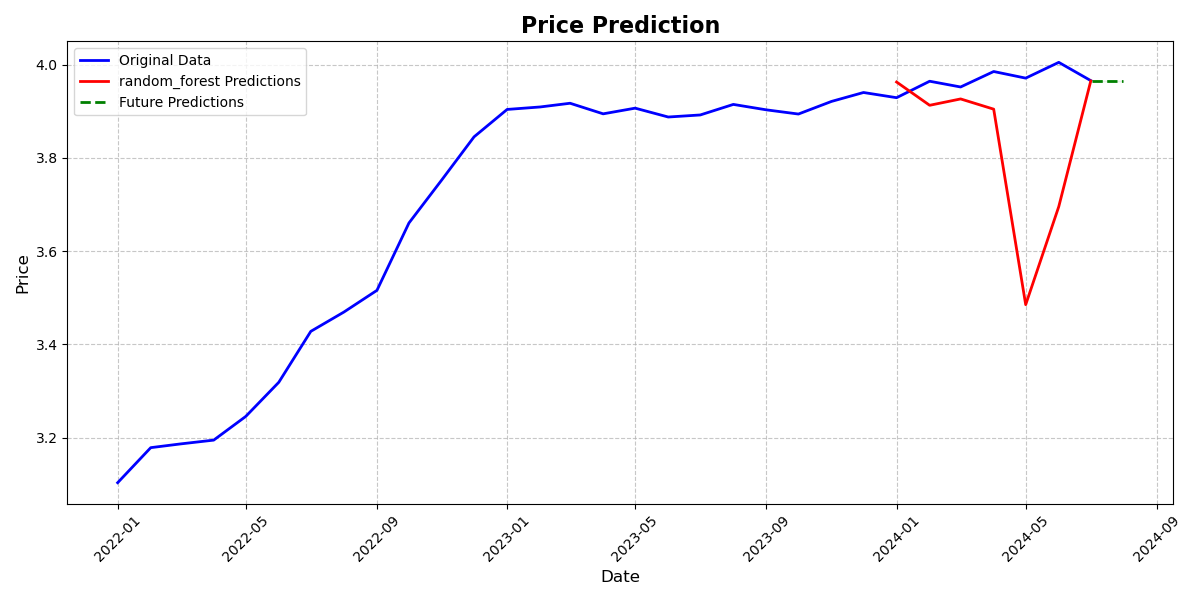 Price Prediction
Original Data
random_forest Predictions
Future Predictions
Price
4.0
3.8
3.6
3.4
3.2
2022-01
2022-05
2022-09
2023-01
2023-05
2023-09
2024-01
2024-05
2024-09
Date